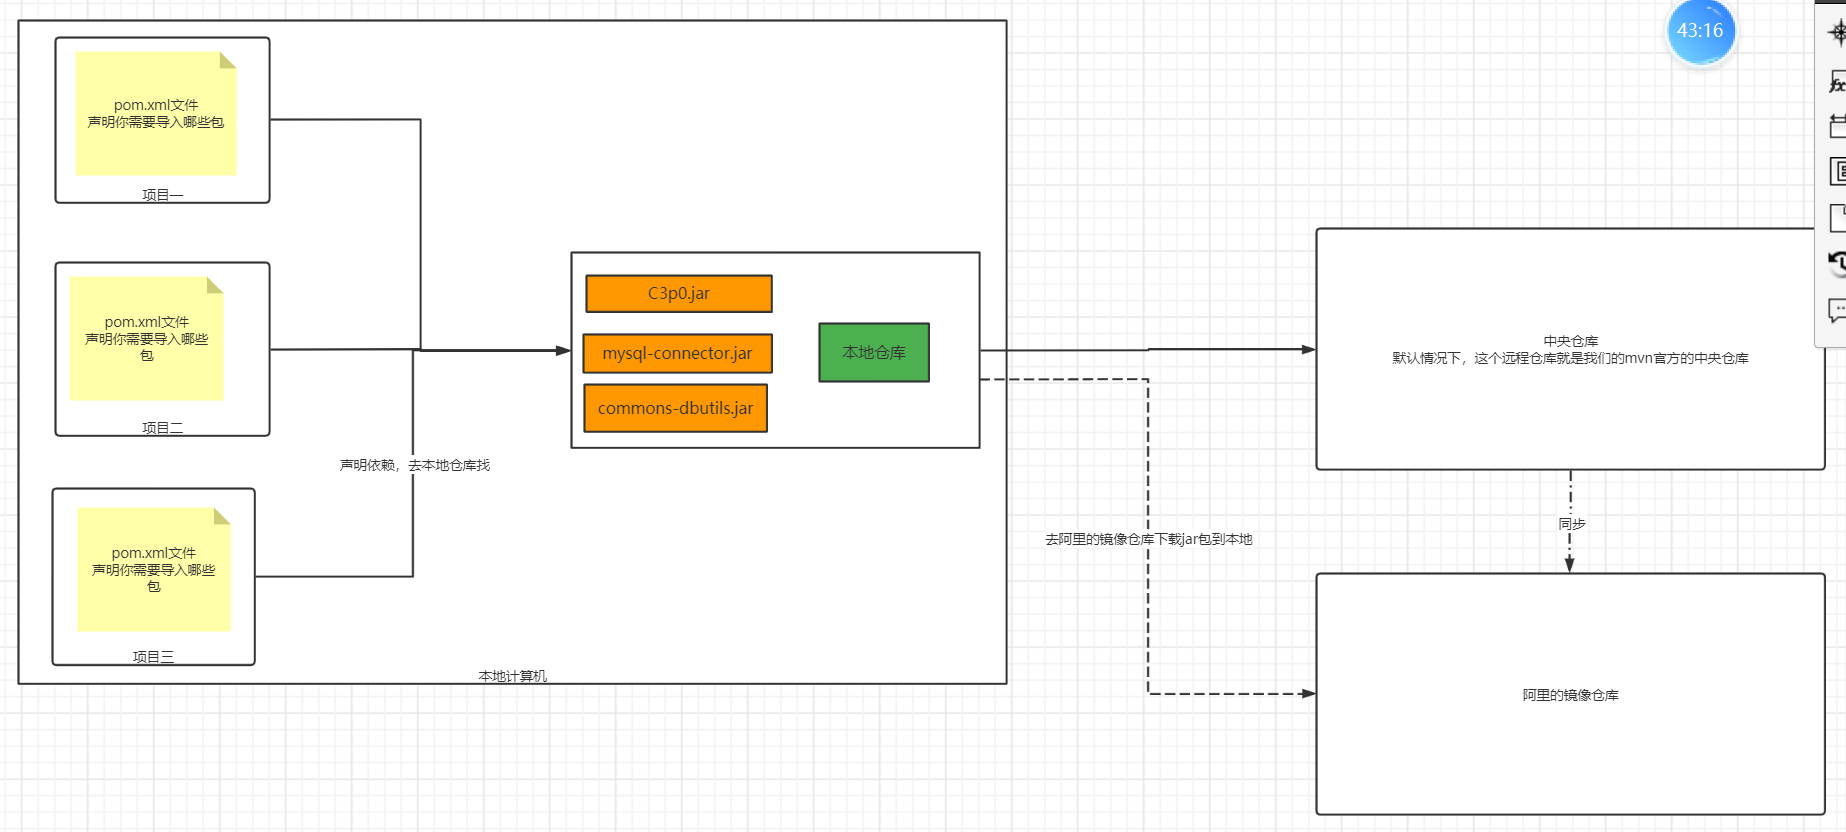 43:16
pom.xml文件
声明你需要导入哪些包
项目一
pom.xml文件
声明你需要导入哪些
包
项目二
声明依赖，去本地仓库找
pom.xml文件
声明你需要导入哪些
包
项目三
C3p0.jar
mysql-connector.jar
commons-dbutils.jar
本地仓库
本地计算机
中央仓库
默认情况下，这个远程仓库就是我们的mvn官方的中央仓库
同步
去阿里的镜像仓库下载jar包到本地
阿里的镜像仓库
fx